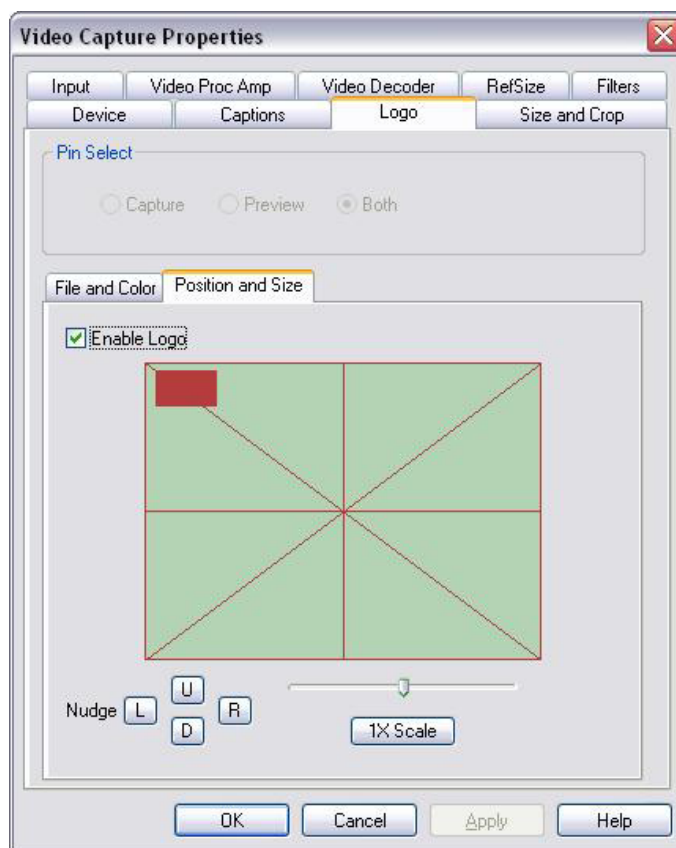 Video Capture Properties
Input Video Proc Amp Video Decoder RefSize Filters
Device Captions Logo Size and Crop
Pin Select
Capture Preview Both
File and Color Position and Size
Enable Logo
U
Nudge L R
D
1X Scale
OK Cancel Apply Help